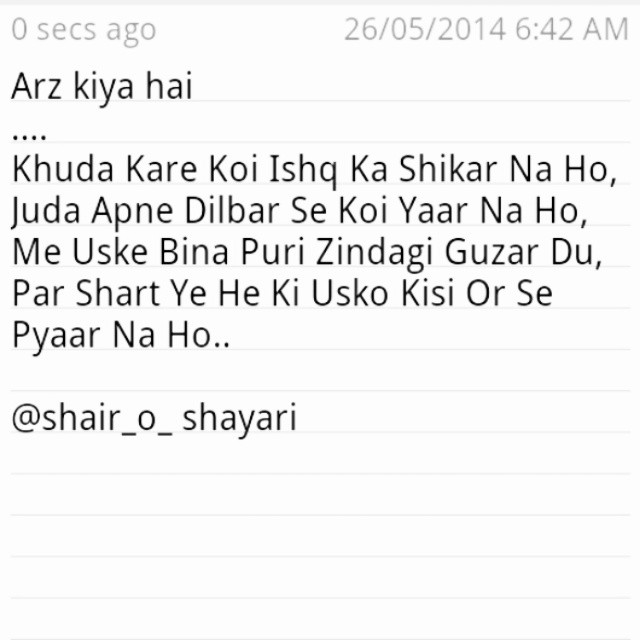 0 secs ago 26/05/2014 6:42 AM
Arz kiya hai
....
Khuda Kare Koi Ishq Ka Shikar Na Ho,
Juda Apne Dilbar Se Koi Yaar Na Ho,
Me Uske Bina Puri Zindagi Guzar Du,
Par Shart Ye He Ki Usko Kisi Or Se
Pyaar Na Ho..
@shair_o_ shayari